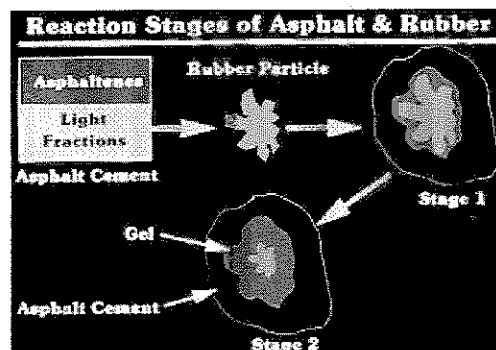 Reaction Stages of Asphalt & Rubber
Asphaltenes
Light
Fractions
Asphalt Cement
Rubber Particle
Stage 1
Gel
Asphalt Cement
Stage 2